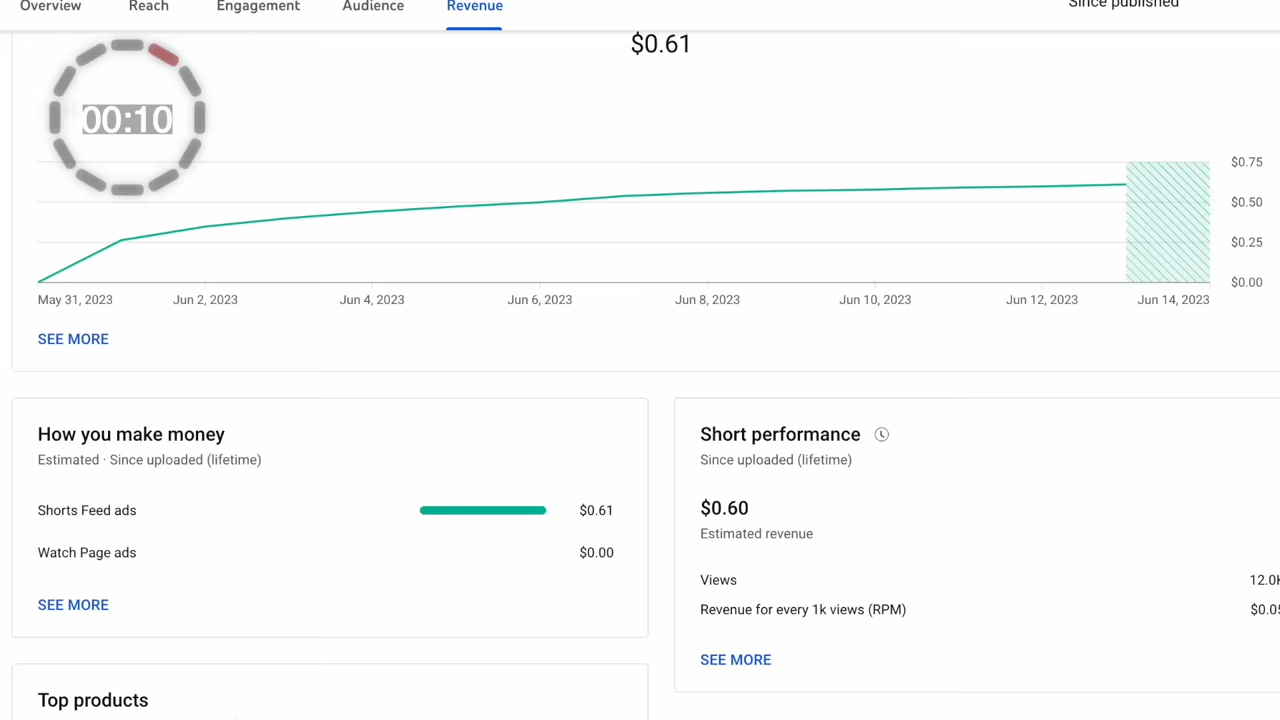 Overview Reach Engagement Audience Revenue Since published
$0.61
00:10
$0.75
$0.50
$0.25
$0.00
May 31, 2023 Jun 2, 2023 Jun 4, 2023 Jun 6, 2023 Jun 8, 2023 Jun 10, 2023 Jun 12, 2023 Jun 14, 2023
SEE MORE
How you make money
Estimated · Since uploaded (lifetime)
Shorts Feed ads $0.61
Watch Page ads $0.00
SEE MORE
Short performance
Since uploaded (lifetime)
$0.60
Estimated revenue
Views 12.0K
Revenue for every 1k views (RPM) $0.05
SEE MORE
Top products